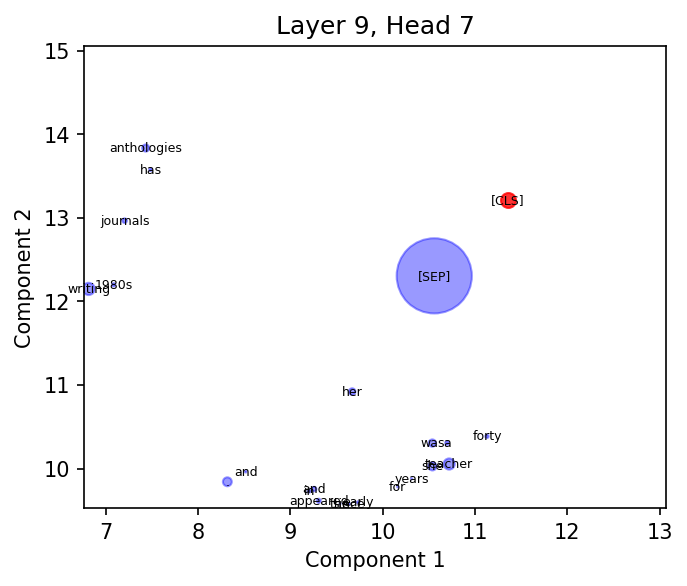 Layer 9, Head 7
15
14
13
12
11
10
Component 2
anthologies
has
journals
[CLS]
1980s
writing
[SEP]
her
forty
was
a
teacher
she
and
years
for
and
in
appeared
early
7
8
9
10
11
12
13
Component 1